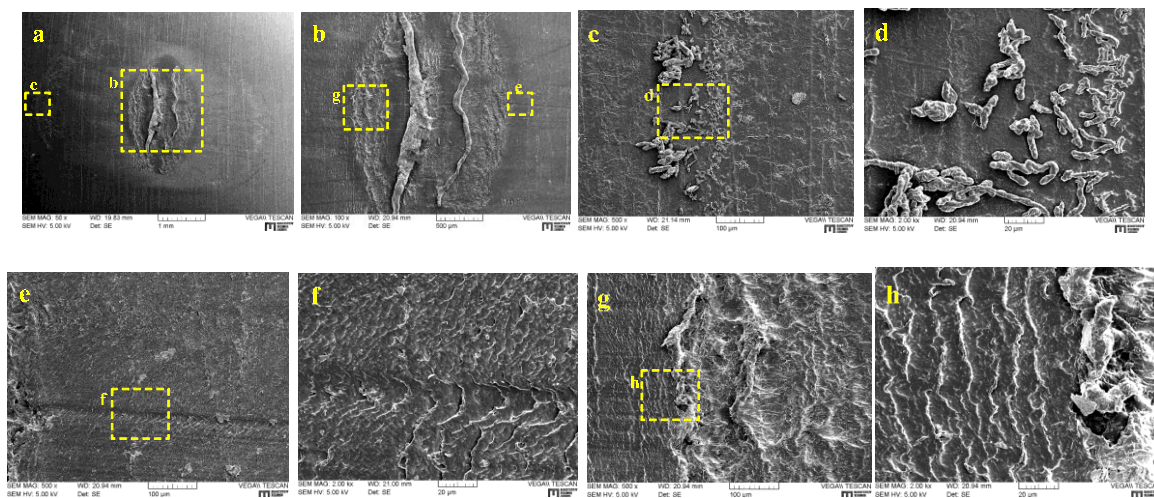 a
c
b
SEM MAG: 50 x WD: 19.83 mm
SEM HV: 5.00 kV Det: SE 1 mm
VEGA\\ TESCAN
b
g
e
SEM MAG: 100 x WD: 20.94 mm
SEM HV: 5.00 kV Det: SE 500 µm
VEGA\\ TESCAN
c
d
SEM MAG: 500 x WD: 21.14 mm
SEM HV: 5.00 kV Det: SE 100 µm
VEGA\\ TESCAN
d
SEM MAG: 2.00 kx WD: 20.94 mm
SEM HV: 5.00 kV Det: SE 20 µm
VEGA\\ TESCAN
e
f
SEM MAG: 500 x WD: 20.94 mm
SEM HV: 5.00 kV Det: SE 100 µm
VEGA\\ TESCAN
f
SEM MAG: 2.00 kx WD: 21.00 mm
SEM HV: 5.00 kV Det: SE 20 µm
VEGA\\ TESCAN
g
h
SEM MAG: 500 x WD: 20.94 mm
SEM HV: 5.00 kV Det: SE 100 µm
VEGA\\ TESCAN
h
SEM MAG: 2.00 kx WD: 20.94 mm
SEM HV: 5.00 kV Det: SE 20 µm
VEGA\\ TESCAN